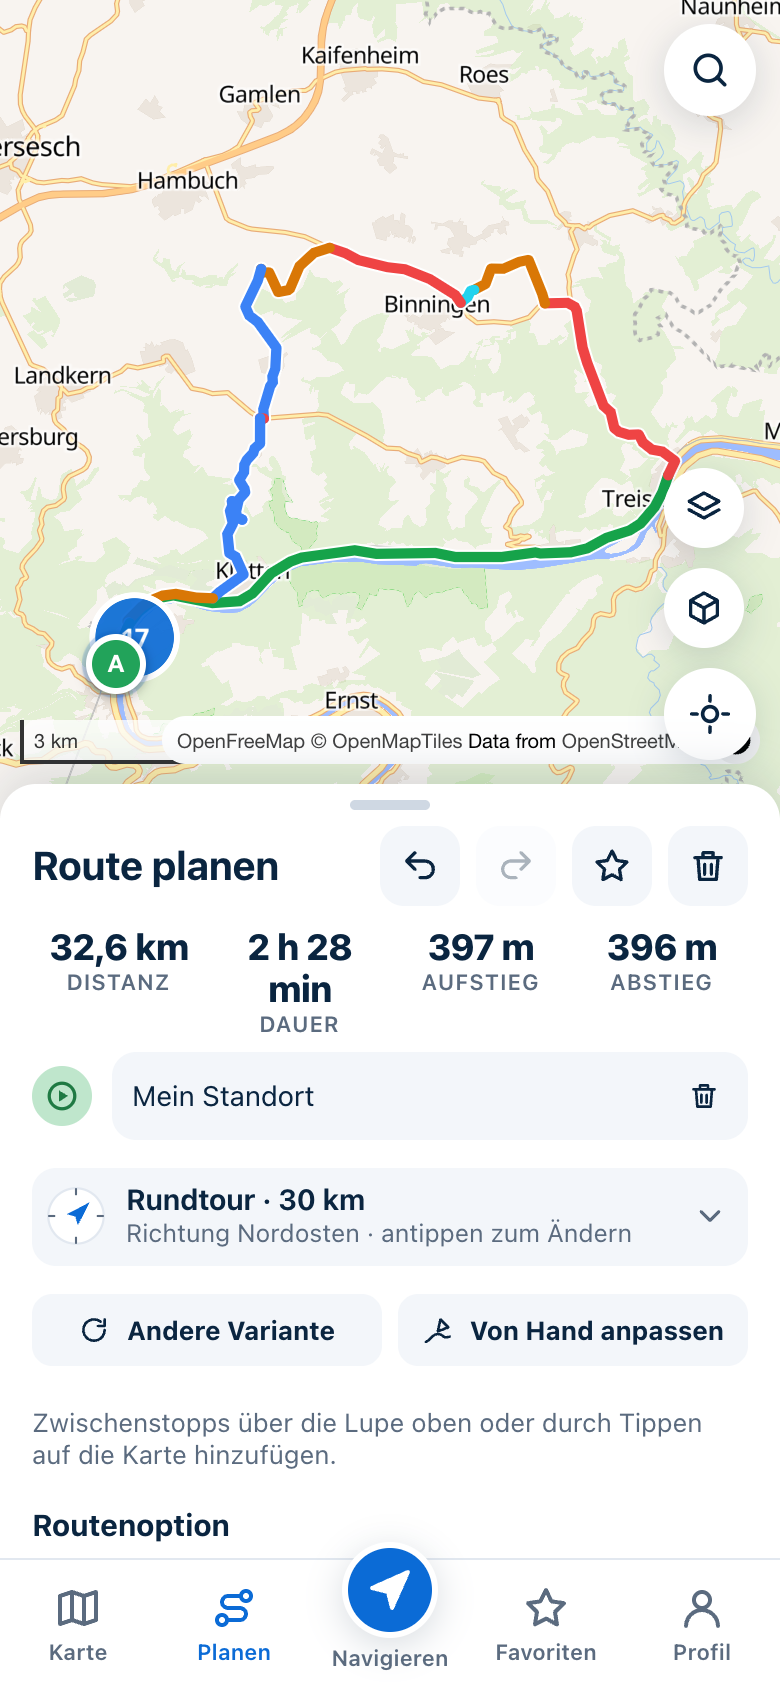 Naunheim
Kaifenheim
Roes
Gamlen
ersesch
Hambuch
Binningen
Landkern
ersburg
M
Treis
Ernst
ck
3 km
OpenFreeMap © OpenMapTiles Data from OpenStreetM
A
Route planen
32,6 km
DISTANZ
2 h 28
min
DAUER
397 m
AUFSTIEG
396 m
ABSTIEG
Mein Standort
Rundtour · 30 km
Richtung Nordosten · antippen zum Ändern
Andere Variante
Von Hand anpassen
Zwischenstopps über die Lupe oben oder durch Tippen
auf die Karte hinzufügen.
Routenoption
Karte
Planen
Navigieren
Favoriten
Profil